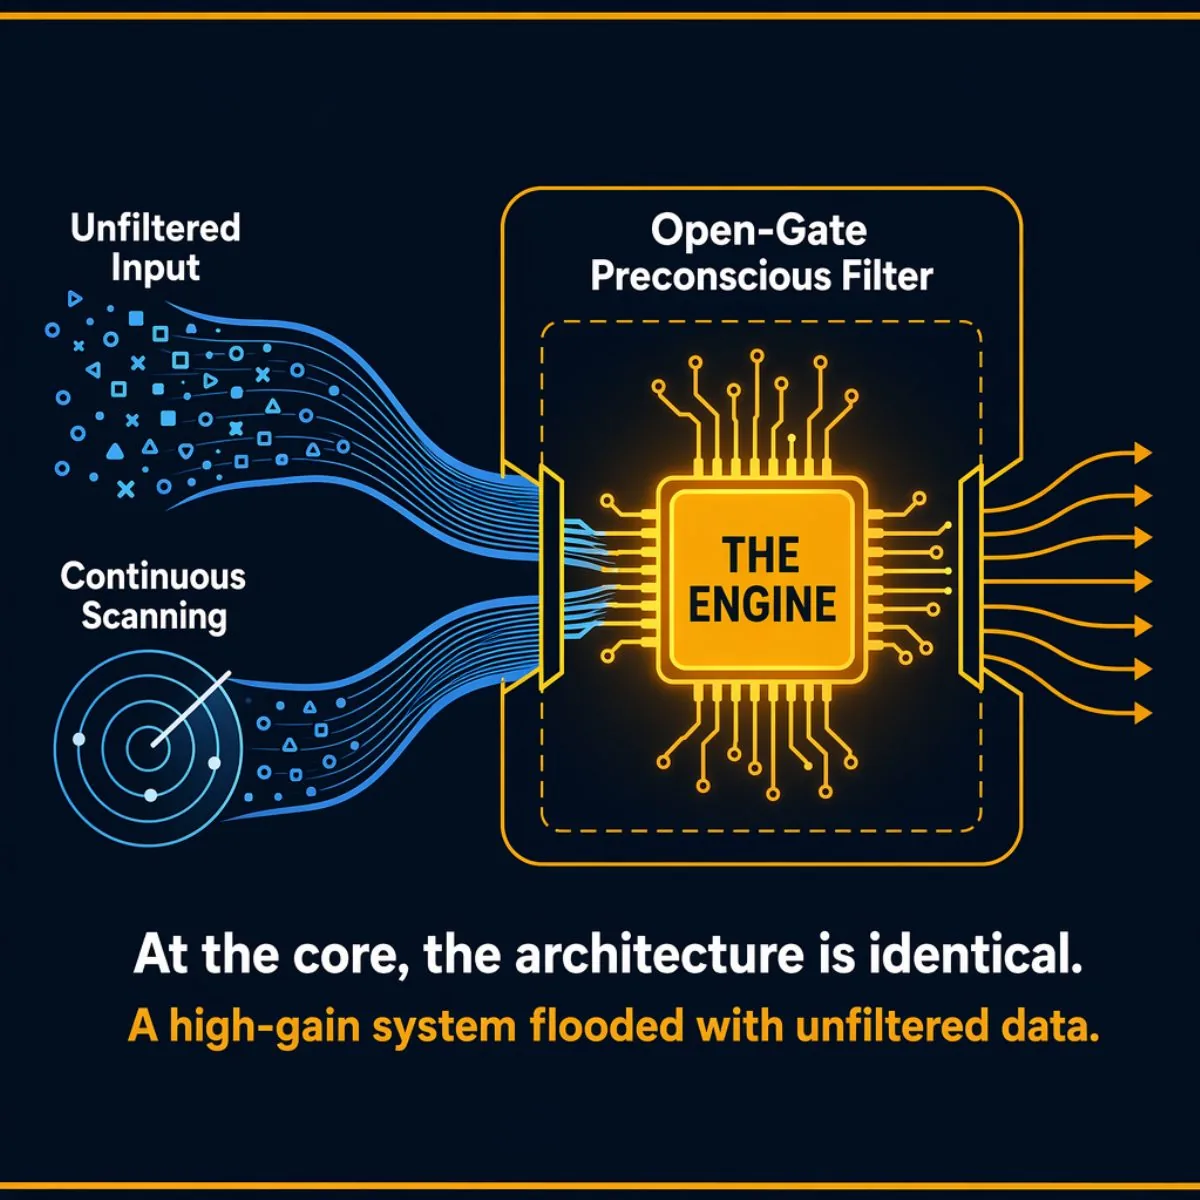 Unfiltered
Input
Open-Gate
Preconscious Filter
Continuous
Scanning
THE
ENGINE
At the core, the architecture is identical.
A high-gain system flooded with unfiltered data.